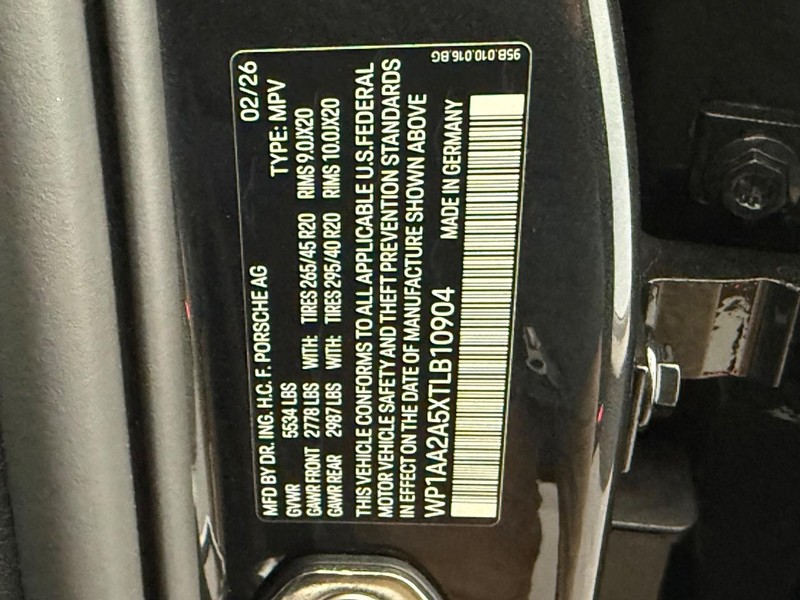 MFD BY DR. ING. H.C. F. PORSCHE AG 02/26
GVWR 5534 LBS TYPE: MPV
GAWR FRONT 2778 LBS WITH: TIRES 265/45 R20 RIMS 9.0JX20
GAWR REAR 2987 LBS WITH: TIRES 295/40 R20 RIMS 10.0JX20
THIS VEHICLE CONFORMS TO ALL APPLICABLE U.S.FEDERAL
MOTOR VEHICLE SAFETY AND THEFT PREVENTION STANDARDS
IN EFFECT ON THE DATE OF MANUFACTURE SHOWN ABOVE
WP1AA2A5XTLB10904 MADE IN GERMANY
95B.010.016.BG